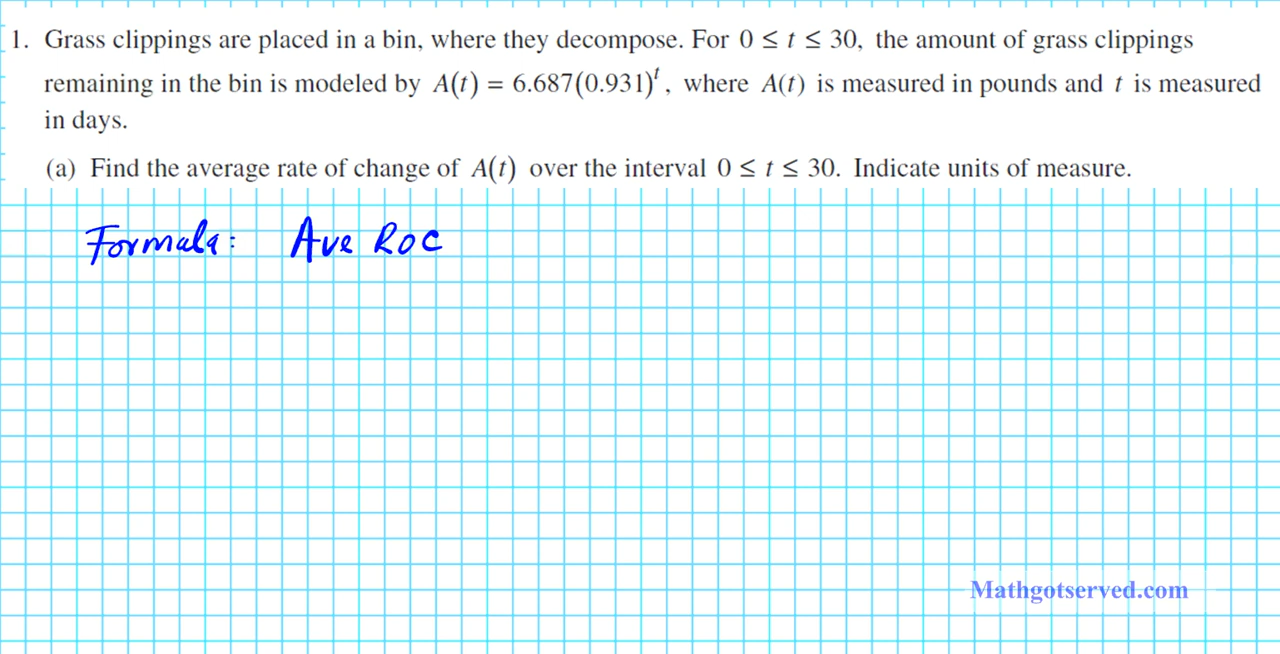 1. Grass clippings are placed in a bin, where they decompose. For 0 ≤ t ≤ 30, the amount of grass clippings
remaining in the bin is modeled by A(t) = 6.687(0.931)^t, where A(t) is measured in pounds and t is measured
in days.
(a) Find the average rate of change of A(t) over the interval 0 ≤ t ≤ 30. Indicate units of measure.
Formula: Ave Roc
Mathgotserved.com